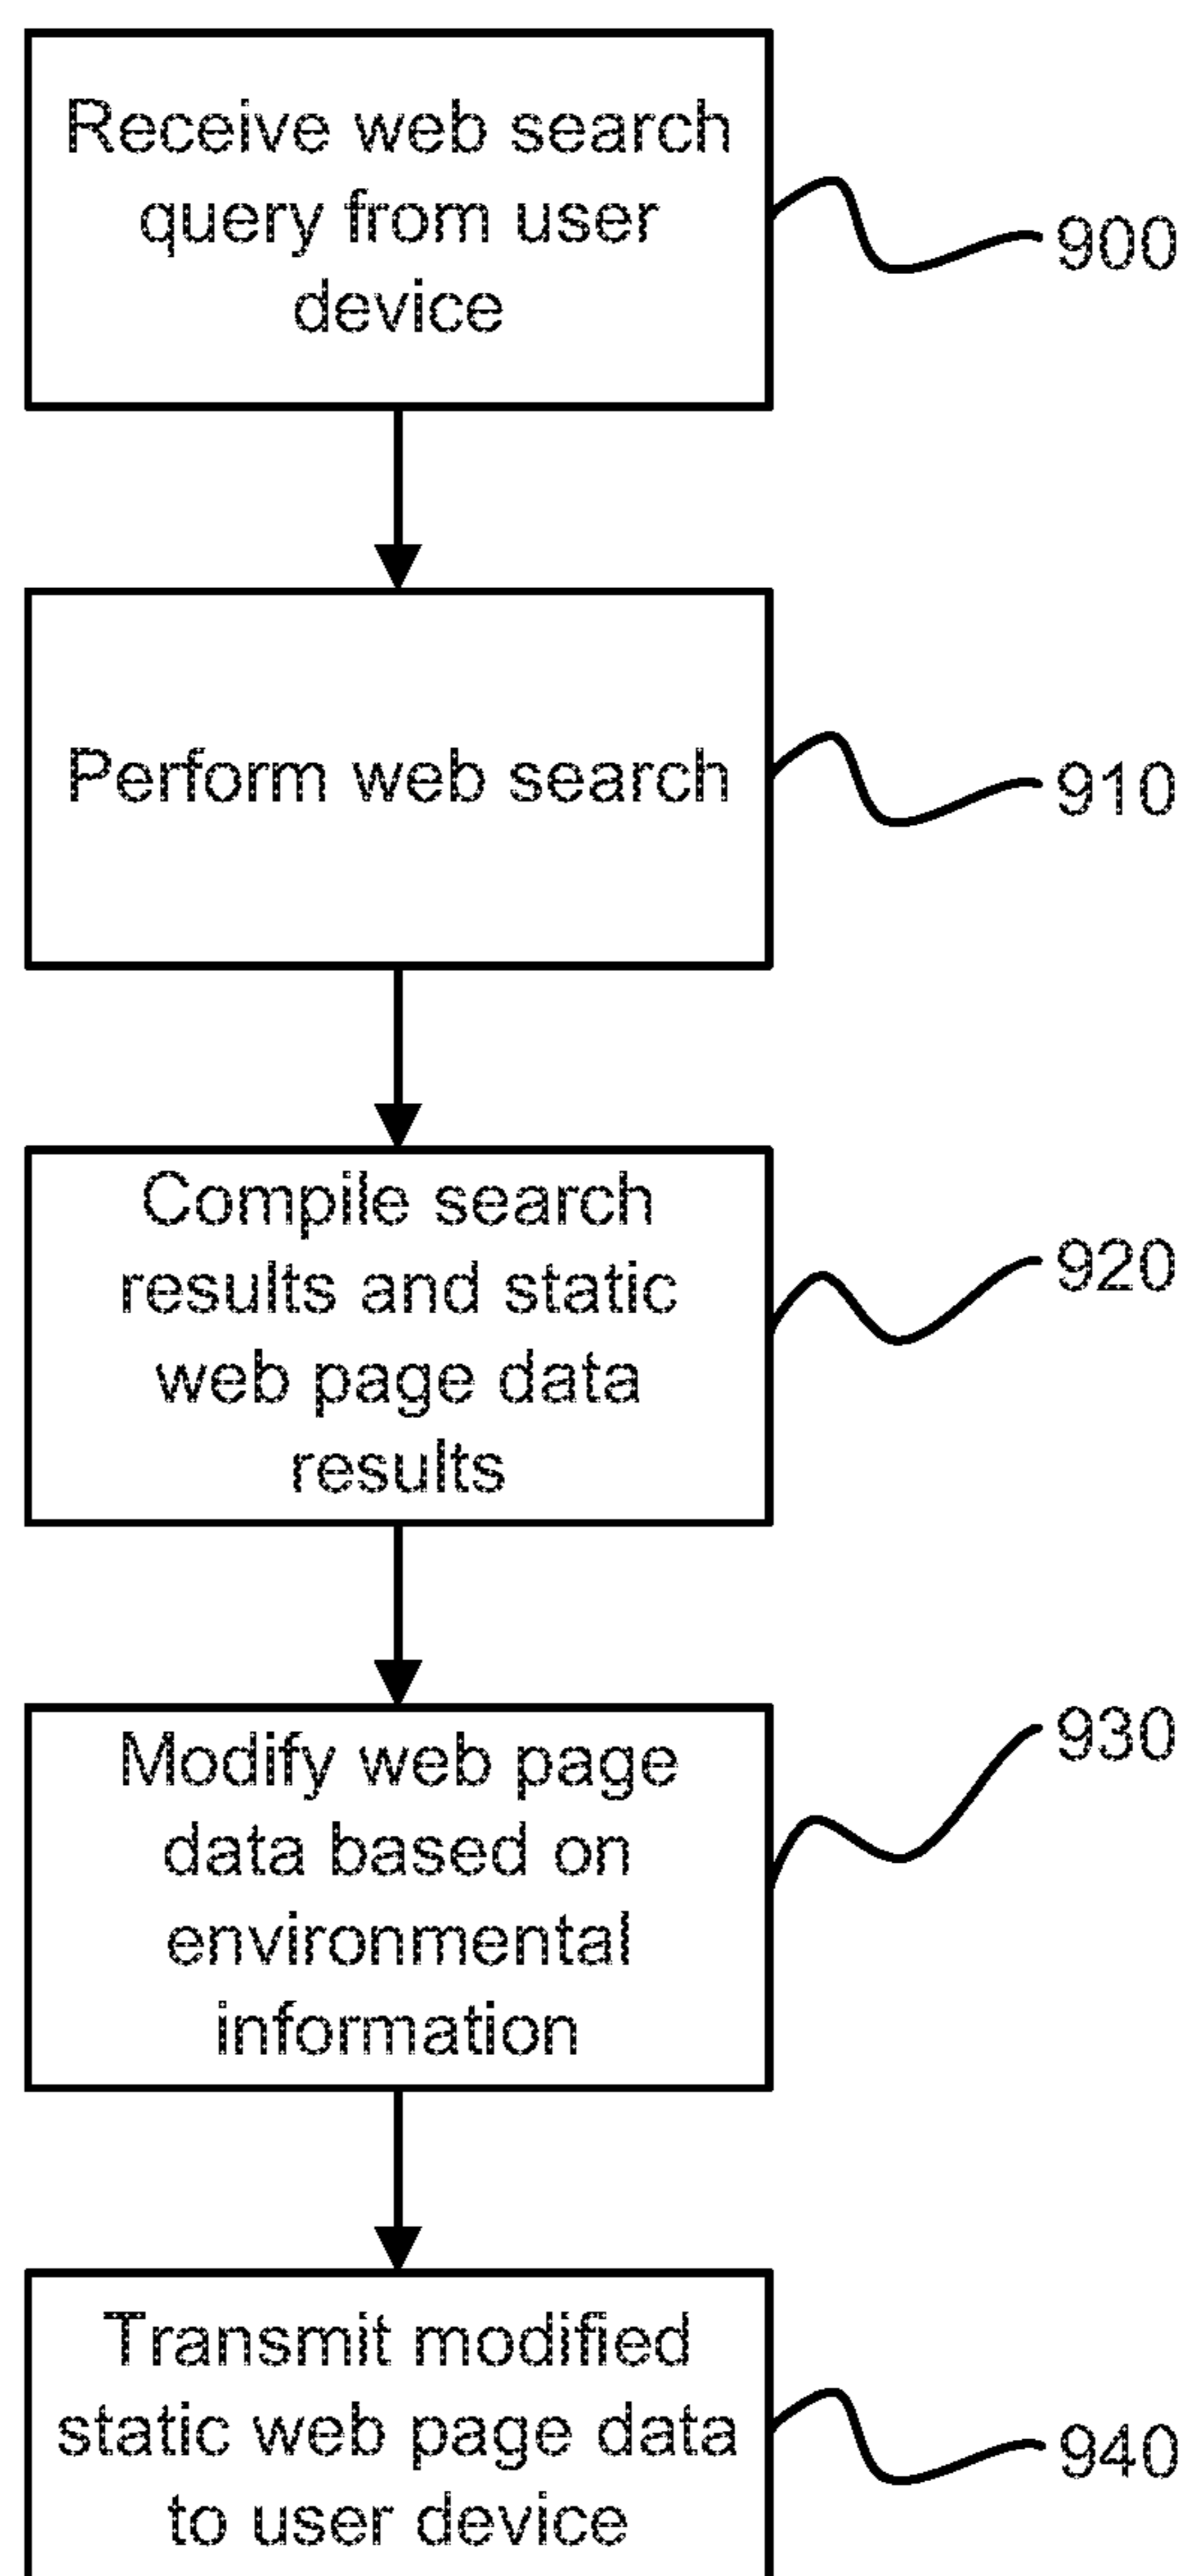 Receive web search
query from user
device
900
Perform web search
910
Compile search
results and static
web page data
results
920
Modify web page
data based on
environmental
information
930
Transmit modified
static web page data
to user device
940